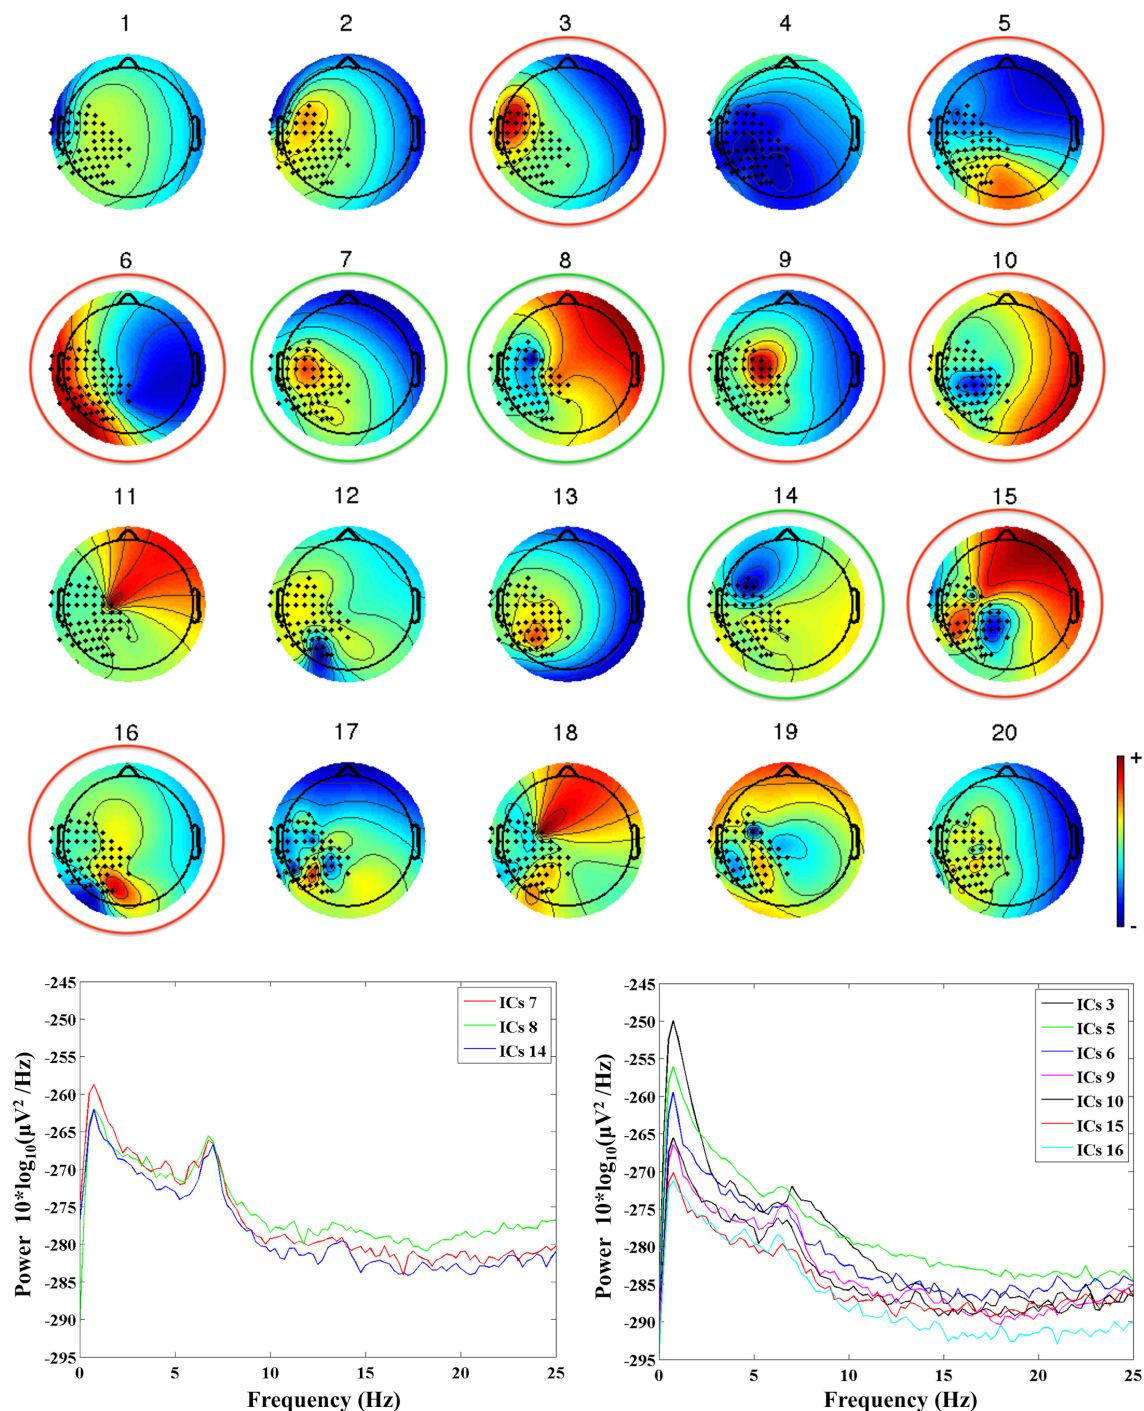 1 2 3 4 5
6 7 8 9 10
11 12 13 14 15
16 17 18 19 20
+
-
-245
-250
-255
-260
-265
-270
-275
-280
-285
-290
-295
0 5 10 15 20 25
Power 10*log10(μV2 /Hz)
Frequency (Hz)
ICs 7
ICs 8
ICs 14
-245
-250
-255
-260
-265
-270
-275
-280
-285
-290
-295
0 5 10 15 20 25
Power 10*log10(μV2 /Hz)
Frequency (Hz)
ICs 3
ICs 5
ICs 6
ICs 9
ICs 10
ICs 15
ICs 16